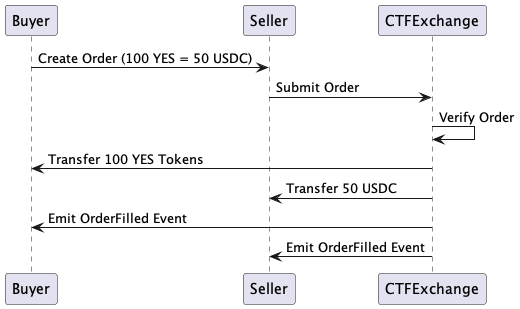 Buyer
Seller
CTFExchange
Create Order (100 YES = 50 USDC)
Submit Order
Verify Order
Transfer 100 YES Tokens
Transfer 50 USDC
Emit OrderFilled Event
Emit OrderFilled Event
Buyer
Seller
CTFExchange